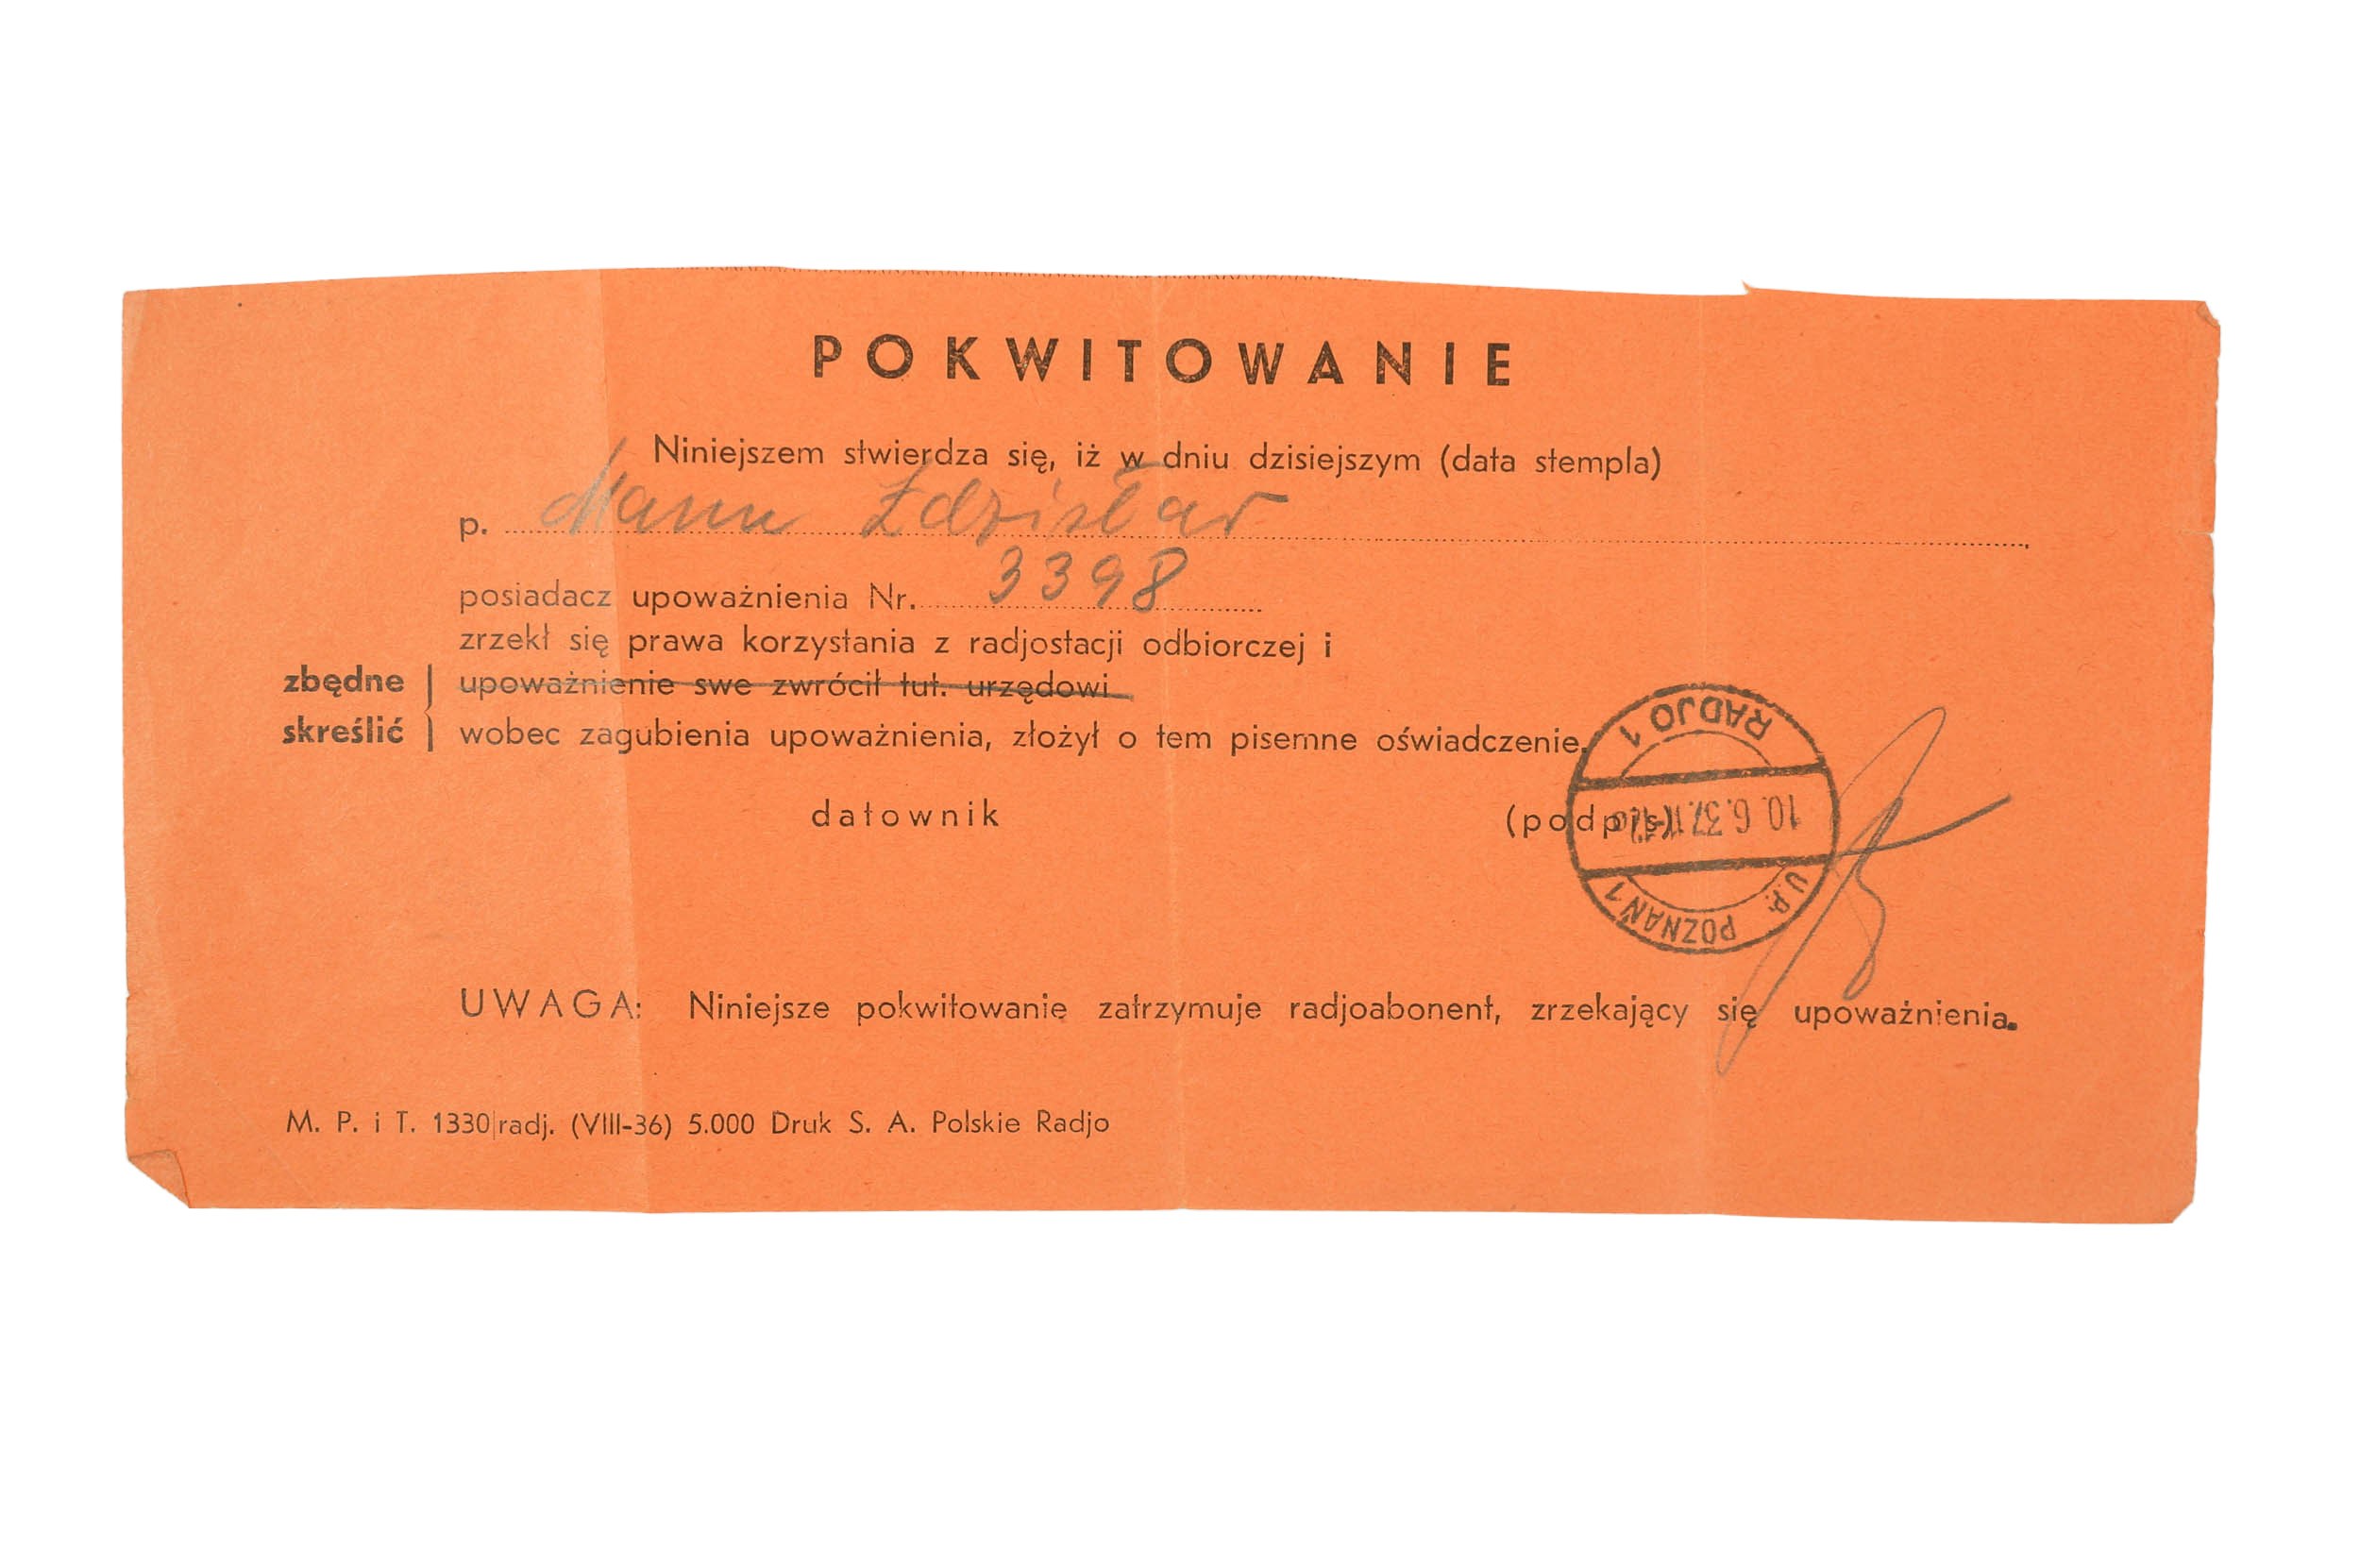 POKWITOWANIE
Niniejszem stwierdza się, iż w dniu dzisiejszym (data stempla)
p. Mann Zdzisław
posiadacz upoważnienia Nr. 3398
zrzekł się prawa korzystania z radjostacji odbiorczej i
zbędne upoważnienie swe zwrócił tut. urzędowi
skreślić wobec zagubienia upoważnienia, złożył o tem pisemne oświadczenie.
datownik (podpis)
RADJO 1
10. 6. 37.
U.P. POZNAŃ 1
UWAGA: Niniejsze pokwitowanie zatrzymuje radjoabonent, zrzekający się upoważnienia.
M. P. i T. 1330|radj. (VIII-36) 5.000 Druk S. A. Polskie Radjo